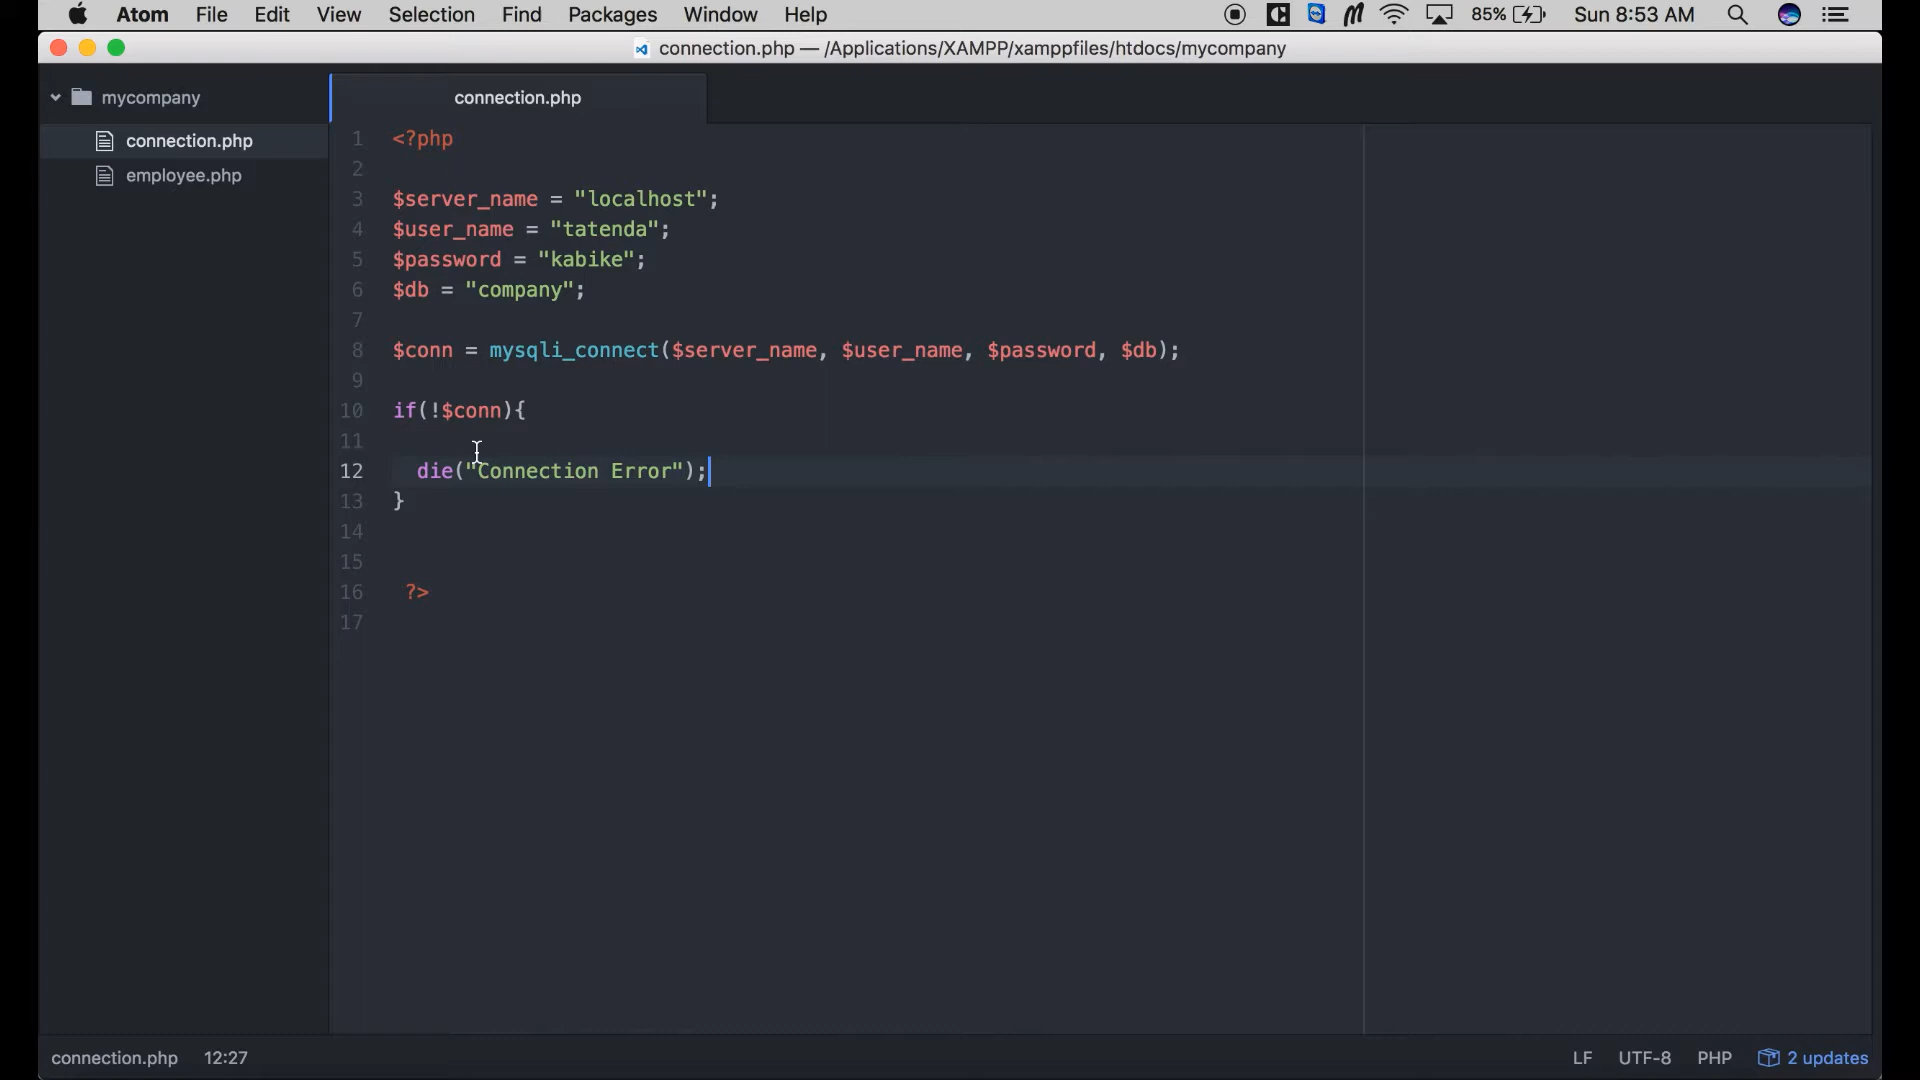 Atom File Edit View Selection Find Packages Window Help 85% Sun 8:53 AM
connection.php — /Applications/XAMPP/xamppfiles/htdocs/mycompany
mycompany
connection.php
employee.php
connection.php
1 <?php
2
3 $server_name = "localhost";
4 $user_name = "tatenda";
5 $password = "kabike";
6 $db = "company";
7
8 $conn = mysqli_connect($server_name, $user_name, $password, $db);
9
10 if(!$conn){
11
12 die("Connection Error");
13 }
14
15
16 ?>
17
connection.php 12:27 LF UTF-8 PHP 2 updates